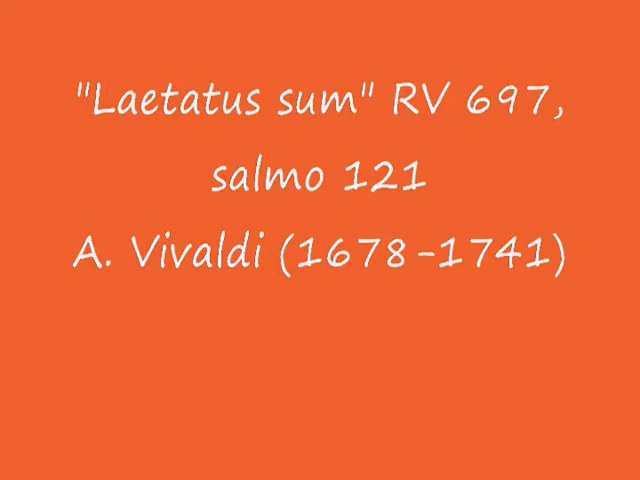 "Laetatus sum" RV 697,
salmo 121
A. Vivaldi (1678-1741)